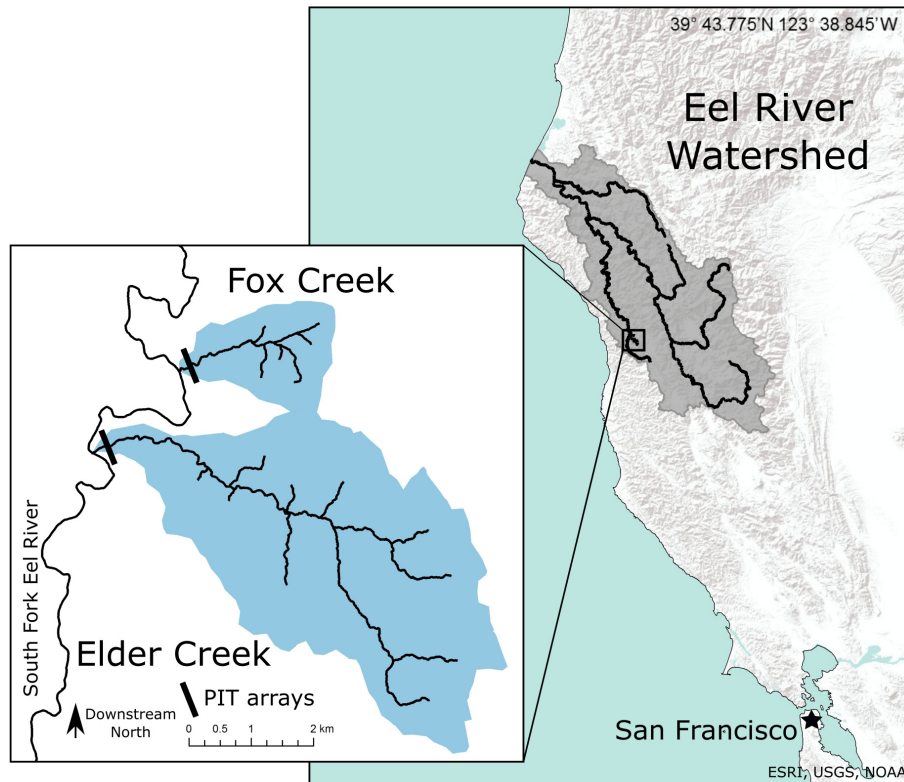 39° 43.775'N 123° 38.845'W
Eel River
Watershed
Fox Creek
South Fork Eel River
Elder Creek
PIT arrays
Downstream
North
0 0.5 1 2 km
San Francisco
ESRI, USGS, NOAA